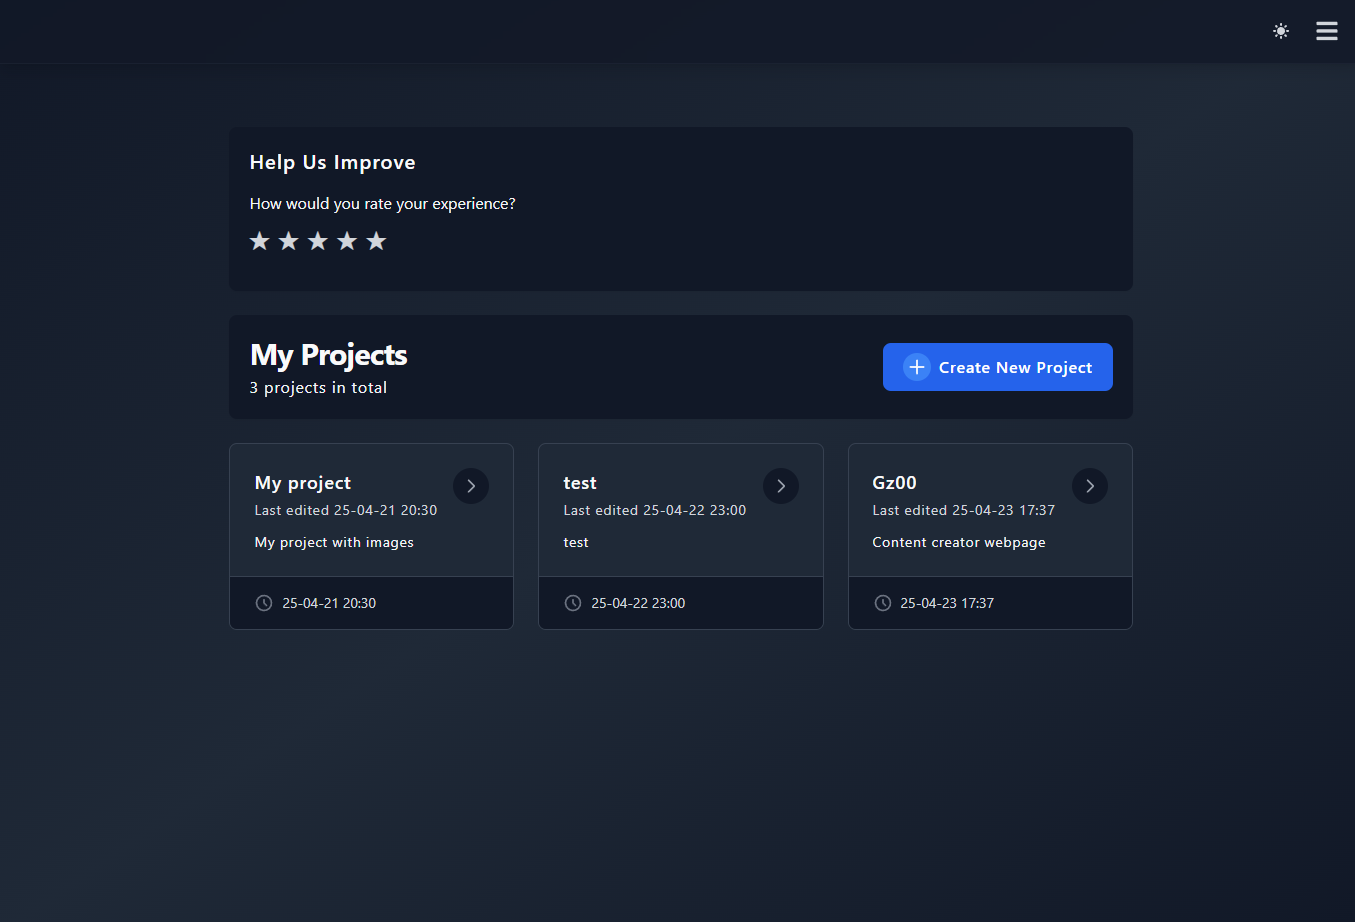 Help Us Improve
How would you rate your experience?
My Projects
3 projects in total
Create New Project
My project
Last edited 25-04-21 20:30
My project with images
25-04-21 20:30
test
Last edited 25-04-22 23:00
test
25-04-22 23:00
Gz00
Last edited 25-04-23 17:37
Content creator webpage
25-04-23 17:37